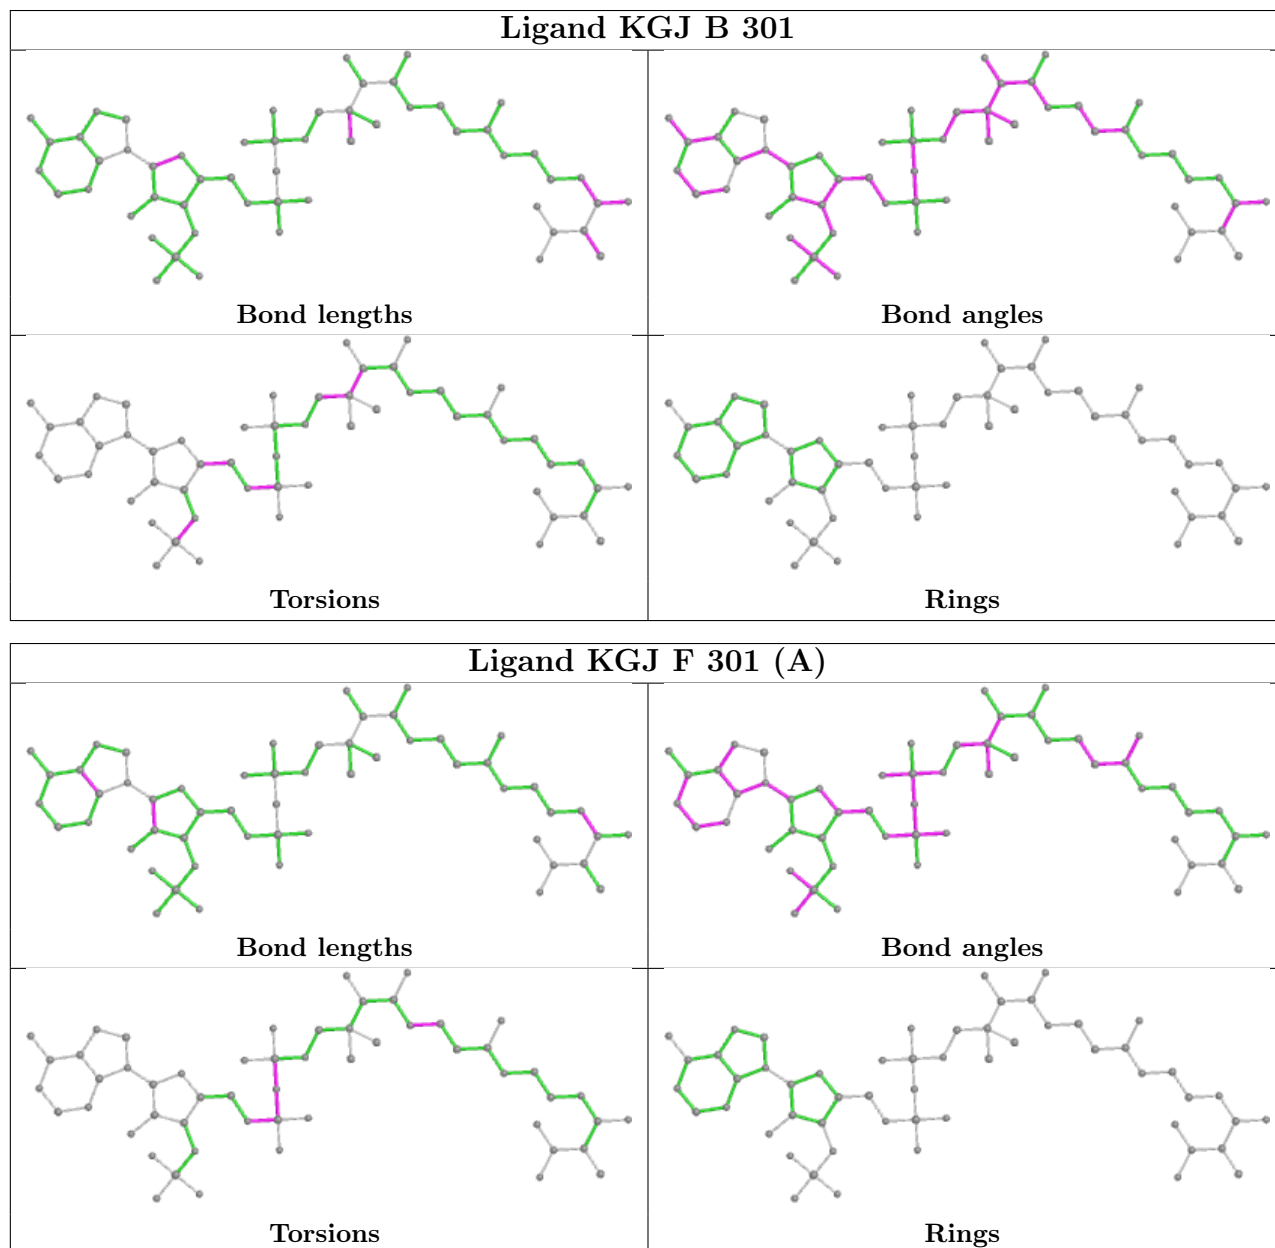 Ligand KGJ B 301
Bond lengths
Bond angles
Torsions
Rings
Ligand KGJ F 301 (A)
Bond lengths
Bond angles
Torsions
Rings